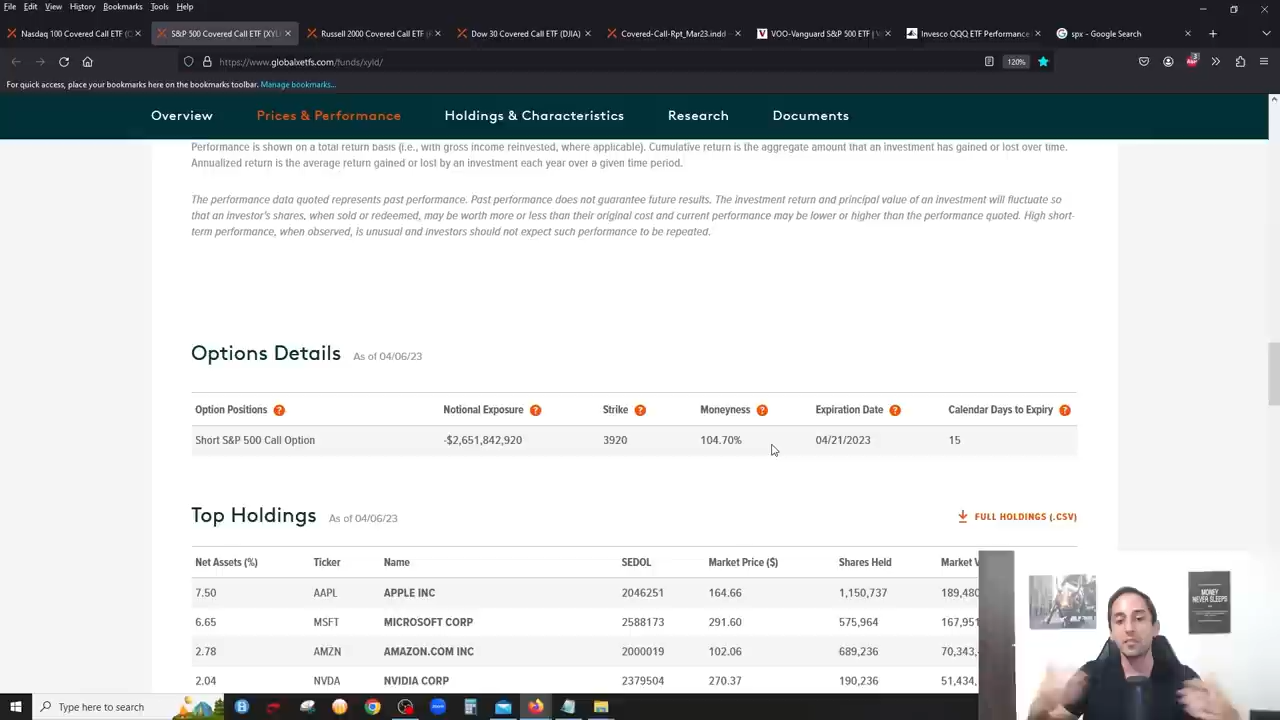 File Edit View History Bookmarks Tools Help
Nasdaq 100 Covered Call ETF (C S&P 500 Covered Call ETF (XYL Russell 2000 Covered Call ETF (F Dow 30 Covered Call ETF (DJIA) Covered-Call-Rpt_Mar23.indd VOO-Vanguard S&P 500 ETF | V Invesco QQQ ETF Performance spx - Google Search
https://www.globalxetfs.com/funds/xyld/ 120%
For quick access, place your bookmarks here on the bookmarks toolbar. Manage bookmarks...
Overview Prices & Performance Holdings & Characteristics Research Documents
Performance is shown on a total return basis (i.e., with gross income reinvested, where applicable). Cumulative return is the aggregate amount that an investment has gained or lost over time.
Annualized return is the average return gained or lost by an investment each year over a given time period.
The performance data quoted represents past performance. Past performance does not guarantee future results. The investment return and principal value of an investment will fluctuate so
that an investor's shares, when sold or redeemed, may be worth more or less than their original cost and current performance may be lower or higher than the performance quoted. High short-
term performance, when observed, is unusual and investors should not expect such performance to be repeated.
Options Details As of 04/06/23
Option Positions ? Notional Exposure ? Strike ? Moneyness ? Expiration Date ? Calendar Days to Expiry ?
Short S&P 500 Call Option -$2,651,842,920 3920 104.70% 04/21/2023 15
Top Holdings As of 04/06/23
FULL HOLDINGS (.CSV)
Net Assets (%) Ticker Name SEDOL Market Price ($) Shares Held Market V
7.50 AAPL APPLE INC 2046251 164.66 1,150,737 189,480
6.65 MSFT MICROSOFT CORP 2588173 291.60 575,964 167,951
2.78 AMZN AMAZON.COM INC 2000019 102.06 689,236 70,343,
2.04 NVDA NVIDIA CORP 2379504 270.37 190,236 51,434,
MONEY
NEVER SLEEPS
Type here to search